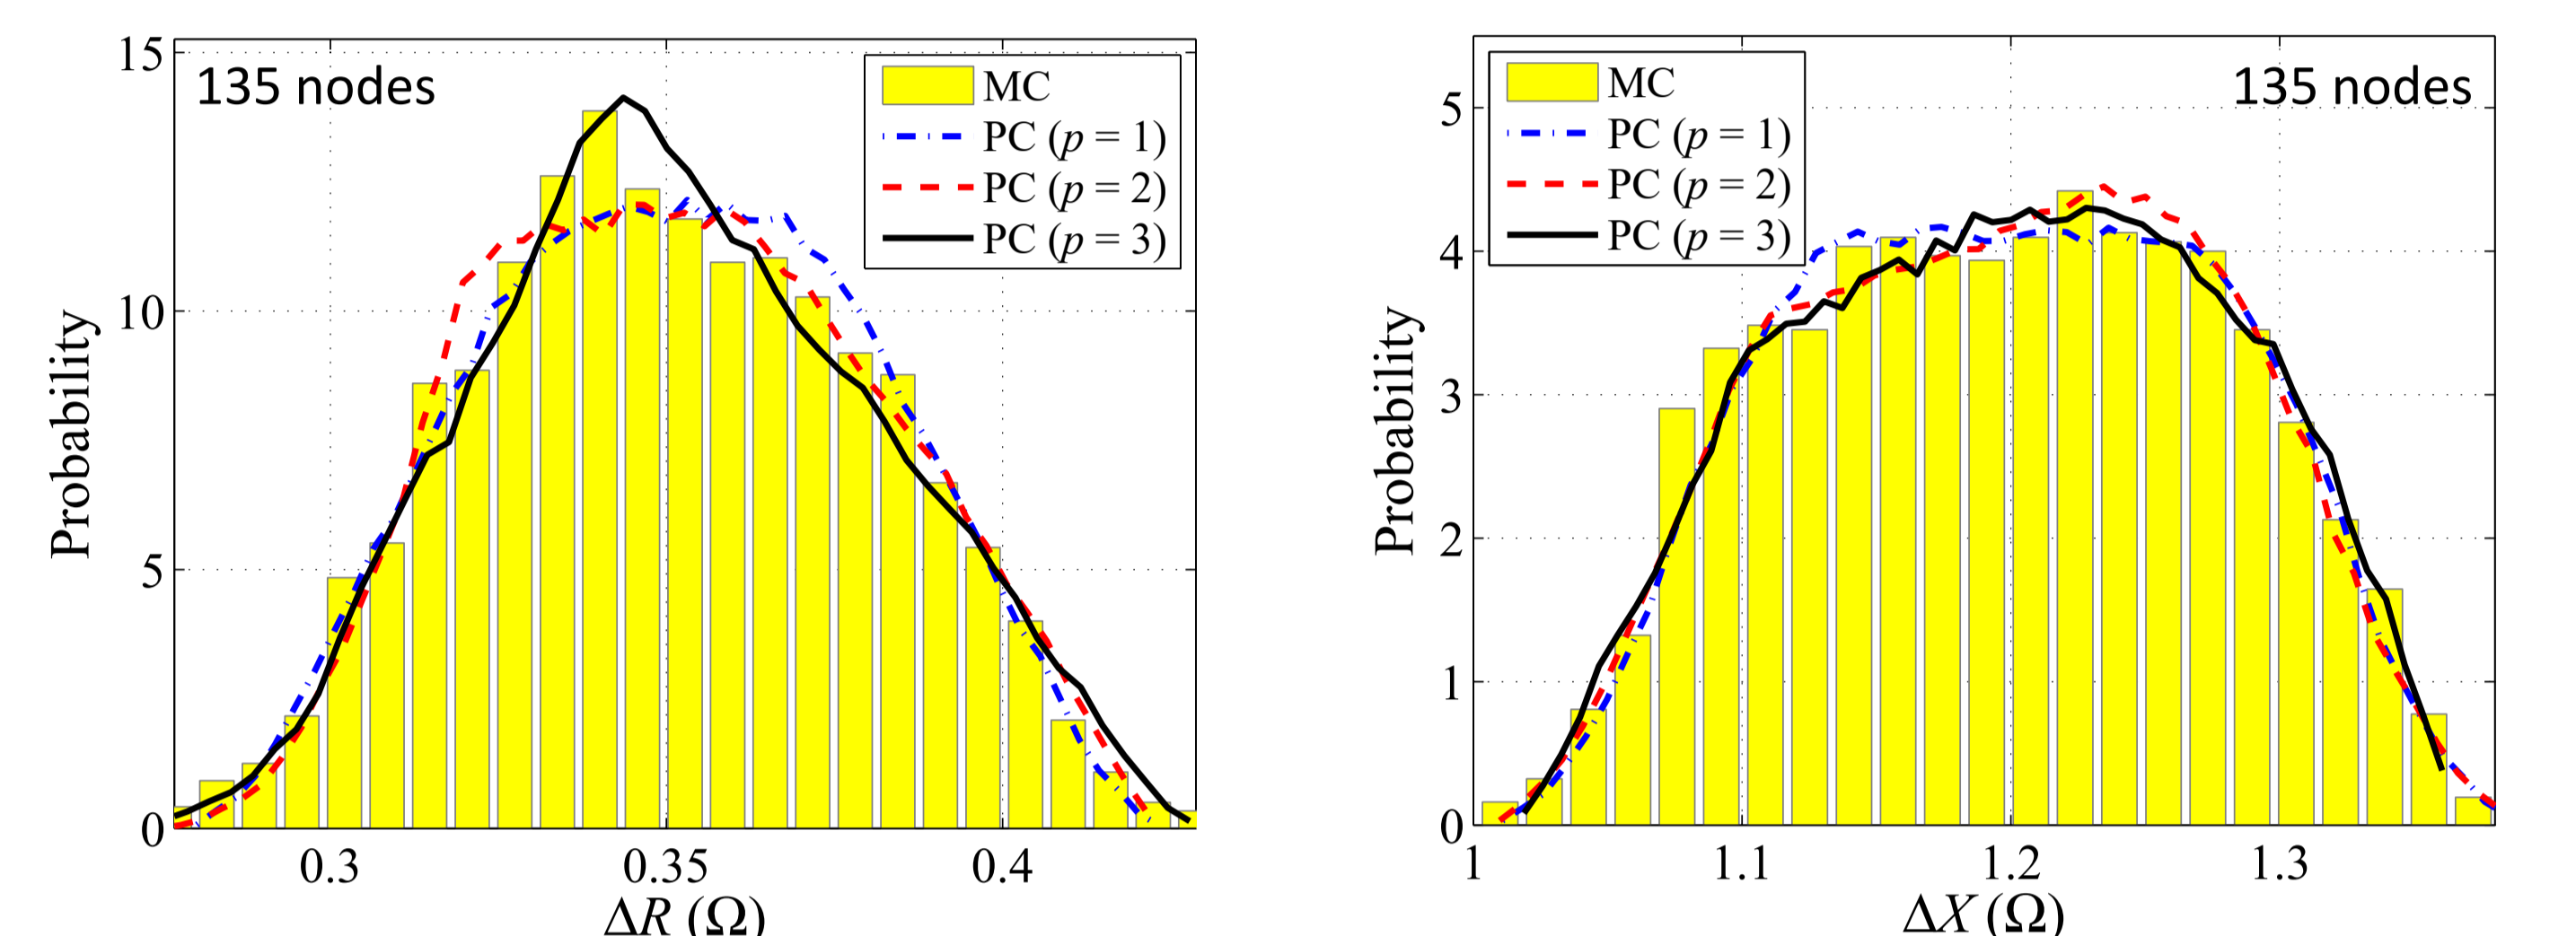 15
10
5
0
Probability
135 nodes
MC
PC (p = 1)
PC (p = 2)
PC (p = 3)
0.3
0.35
0.4
ΔR (Ω)
5
4
3
2
1
0
Probability
MC
PC (p = 1)
PC (p = 2)
PC (p = 3)
135 nodes
1
1.1
1.2
1.3
ΔX (Ω)